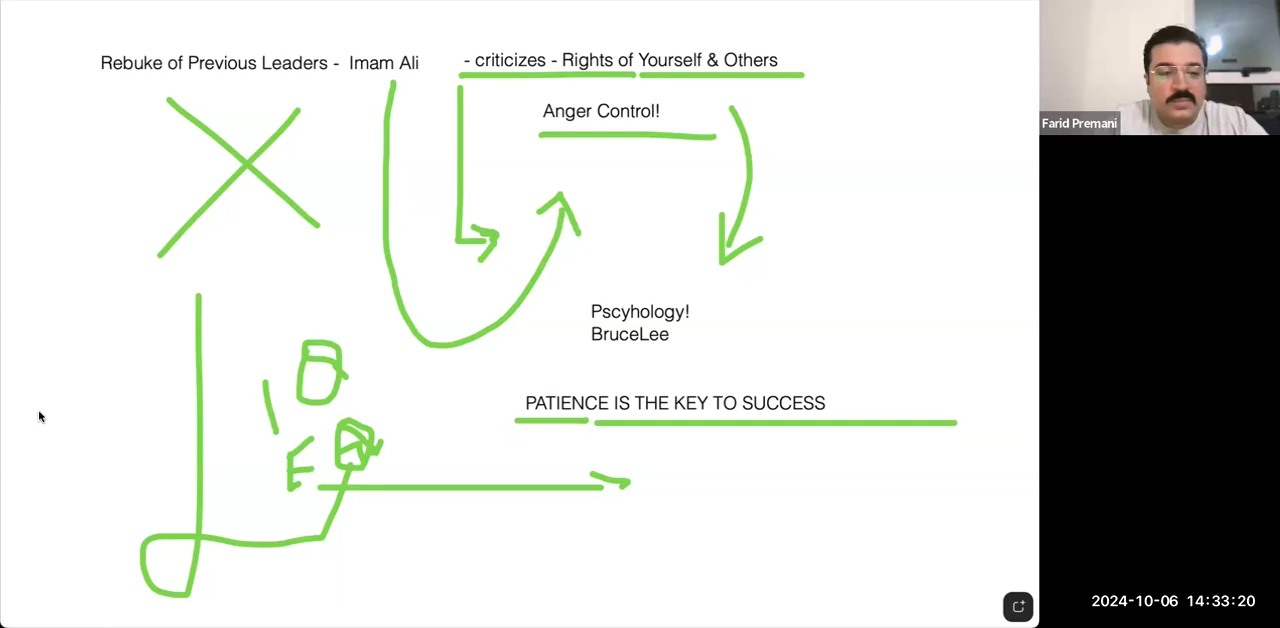 Rebuke of Previous Leaders - Imam Ali - criticizes - Rights of Yourself & Others
Anger Control!
Farid Premani
Pscyhology!
BruceLee
PATIENCE IS THE KEY TO SUCCESS
E
2024-10-06 14:33:20